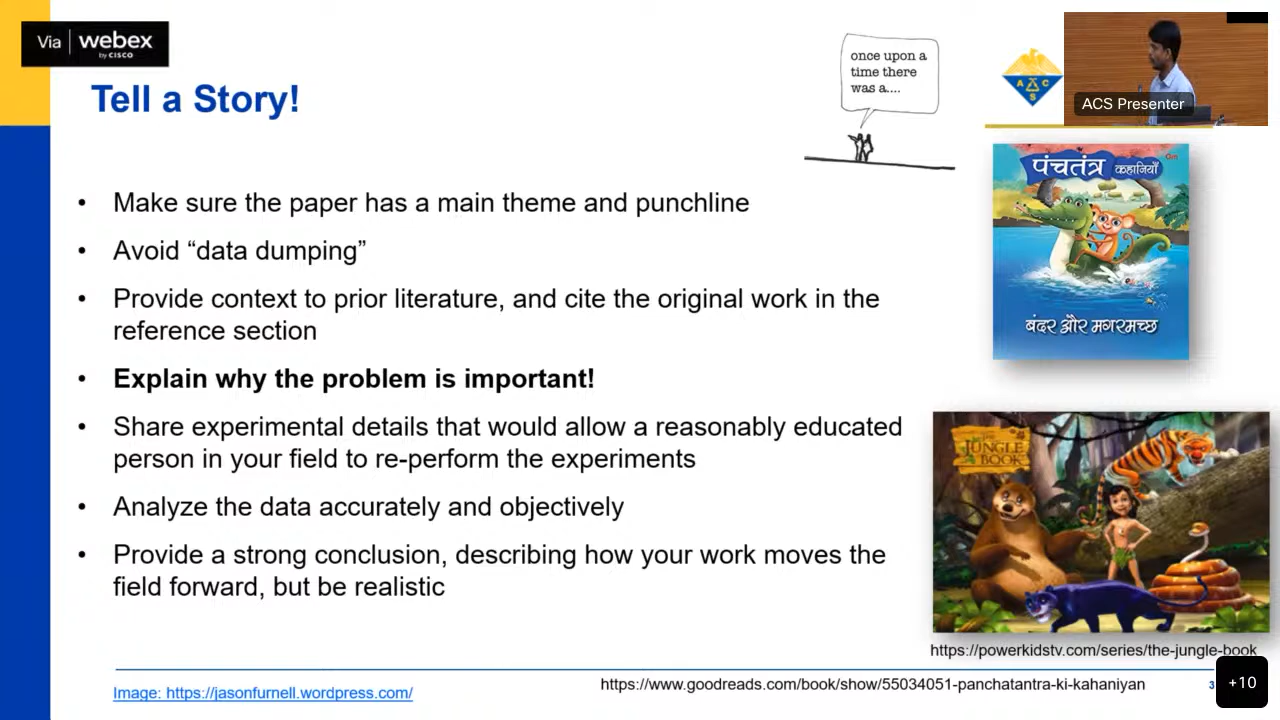 Via webex
by CISCO
Tell a Story!
once upon a
time there
was a....
A C
S
ACS Presenter
Om
पंचतंत्र कहानियाँ
बंदर और मगरमच्छ
• Make sure the paper has a main theme and punchline
• Avoid “data dumping”
• Provide context to prior literature, and cite the original work in the
reference section
• Explain why the problem is important!
• Share experimental details that would allow a reasonably educated
person in your field to re-perform the experiments
• Analyze the data accurately and objectively
• Provide a strong conclusion, describing how your work moves the
field forward, but be realistic
THE
JUNGLE
BOOK
https://powerkidstv.com/series/the-jungle-book
Image: https://jasonfurnell.wordpress.com/
https://www.goodreads.com/book/show/55034051-panchatantra-ki-kahaniyan
3
+10